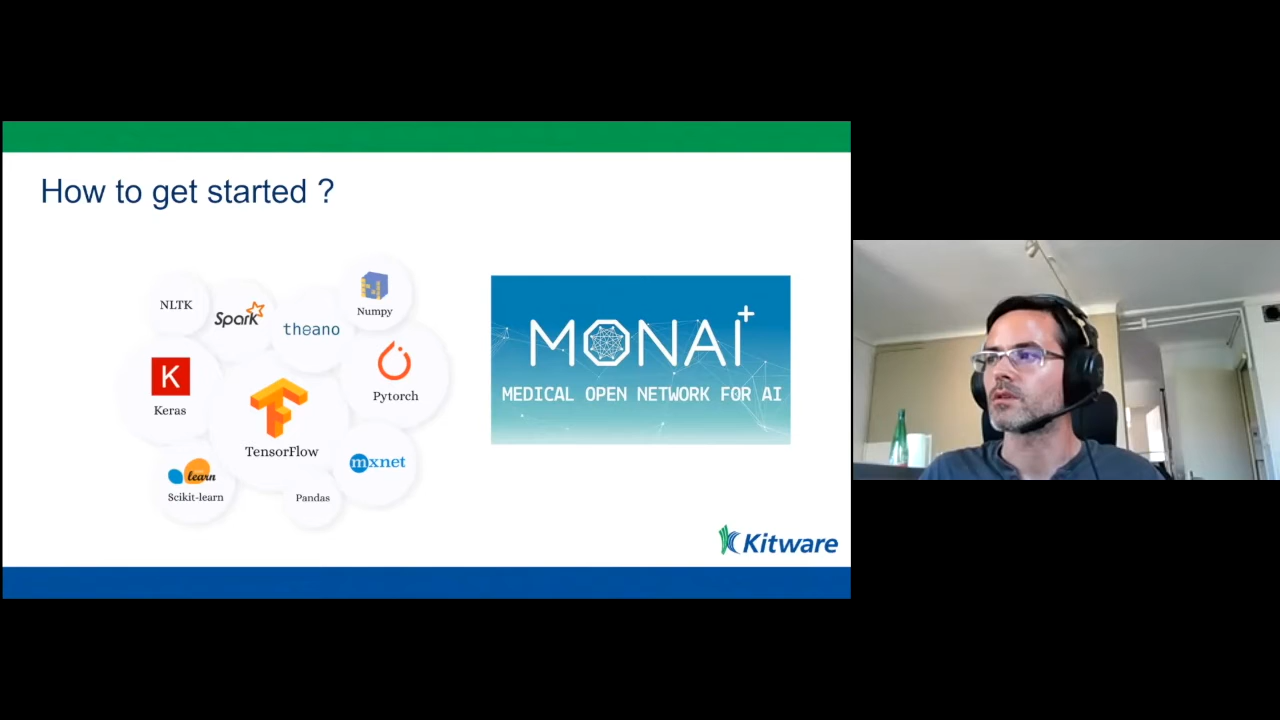 How to get started ?
NLTK
Spark
theano
Numpy
K
Keras
Pytorch
TensorFlow
learn
Scikit-learn
mxnet
Pandas
MONAI+
MEDICAL OPEN NETWORK FOR AI
Kitware